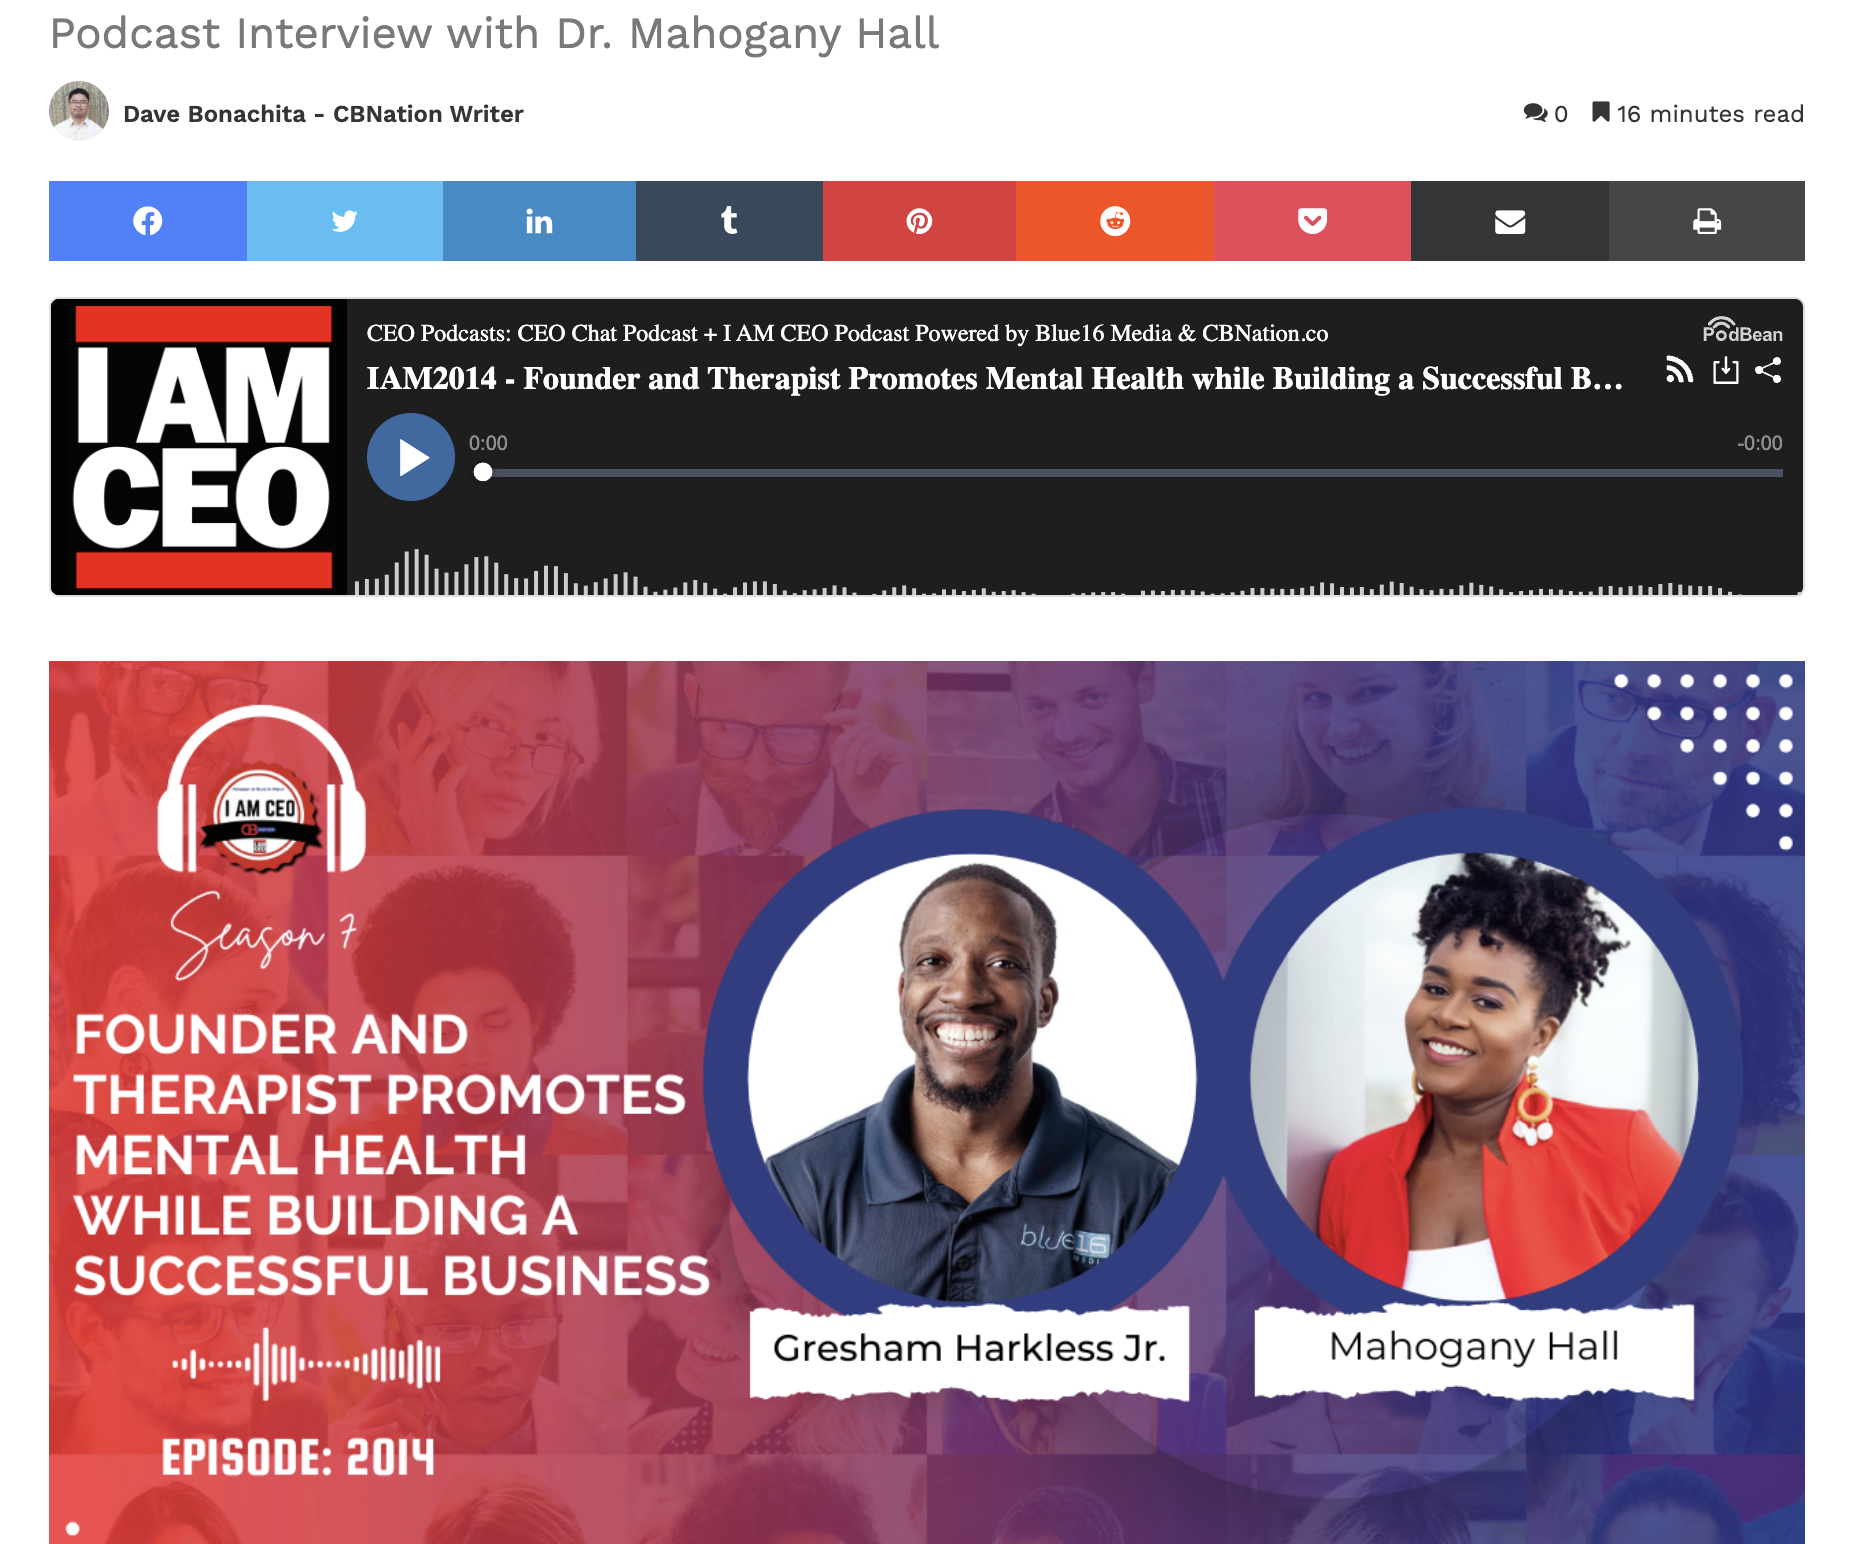 Podcast Interview with Dr. Mahogany Hall
Dave Bonachita - CBNation Writer
0
16 minutes read
I AM
CEO
CEO Podcasts: CEO Chat Podcast + I AM CEO Podcast Powered by Blue16 Media & CBNation.co
PodBean
IAM2014 - Founder and Therapist Promotes Mental Health while Building a Successful B...
0:00
-0:00
I AM CEO
Season 7
FOUNDER AND
THERAPIST PROMOTES
MENTAL HEALTH
WHILE BUILDING A
SUCCESSFUL BUSINESS
EPISODE: 2014
blue16
MEDI
Gresham Harkless Jr.
Mahogany Hall